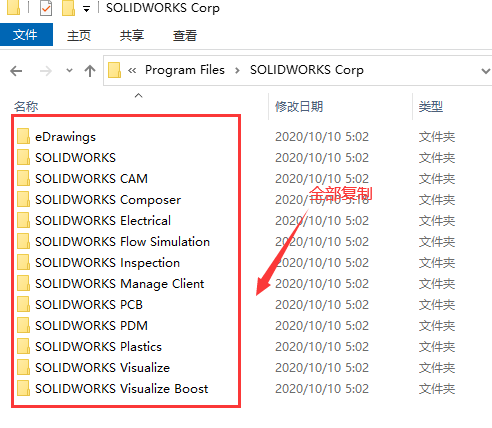 SOLIDWORKS Corp
文件 主页 共享 查看
« Program Files › SOLIDWORKS Corp
名称 修改日期 类型
eDrawings 2020/10/10 5:02 文件夹
SOLIDWORKS 2020/10/10 5:02 文件夹
SOLIDWORKS CAM 2020/10/10 5:02 文件夹
全部复制
SOLIDWORKS Composer 2020/10/10 5:02 文件夹
SOLIDWORKS Electrical 2020/10/10 5:02 文件夹
SOLIDWORKS Flow Simulation 2020/10/10 5:02 文件夹
SOLIDWORKS Inspection 2020/10/10 5:02 文件夹
SOLIDWORKS Manage Client 2020/10/10 5:02 文件夹
SOLIDWORKS PCB 2020/10/10 5:02 文件夹
SOLIDWORKS PDM 2020/10/10 5:02 文件夹
SOLIDWORKS Plastics 2020/10/10 5:02 文件夹
SOLIDWORKS Visualize 2020/10/10 5:02 文件夹
SOLIDWORKS Visualize Boost 2020/10/10 5:02 文件夹